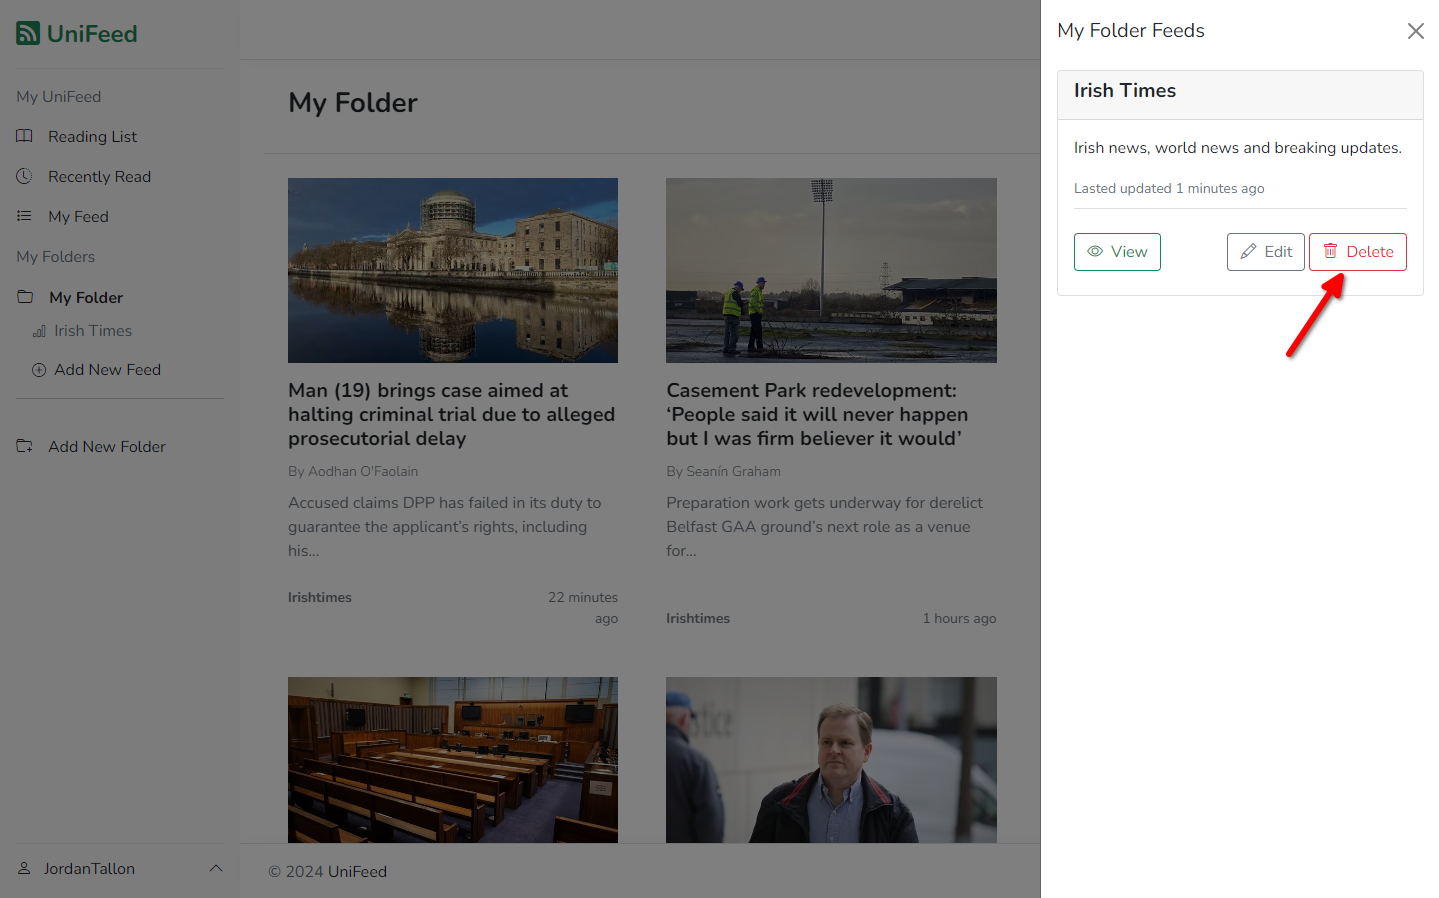 UniFeed
My UniFeed
Reading List
Recently Read
My Feed
My Folders
My Folder
Irish Times
Add New Feed
Add New Folder
JordanTallon
My Folder
Man (19) brings case aimed at
halting criminal trial due to alleged
prosecutorial delay
By Aodhan O'Faolain
Accused claims DPP has failed in its duty to
guarantee the applicant’s rights, including
his...
Irishtimes
22 minutes
ago
Casement Park redevelopment:
‘People said it will never happen
but I was firm believer it would’
By Seanín Graham
Preparation work gets underway for derelict
Belfast GAA ground’s next role as a venue
for...
Irishtimes
1 hours ago
© 2024 UniFeed
My Folder Feeds
Irish Times
Irish news, world news and breaking updates.
Last updated 1 minutes ago
View
Edit
Delete